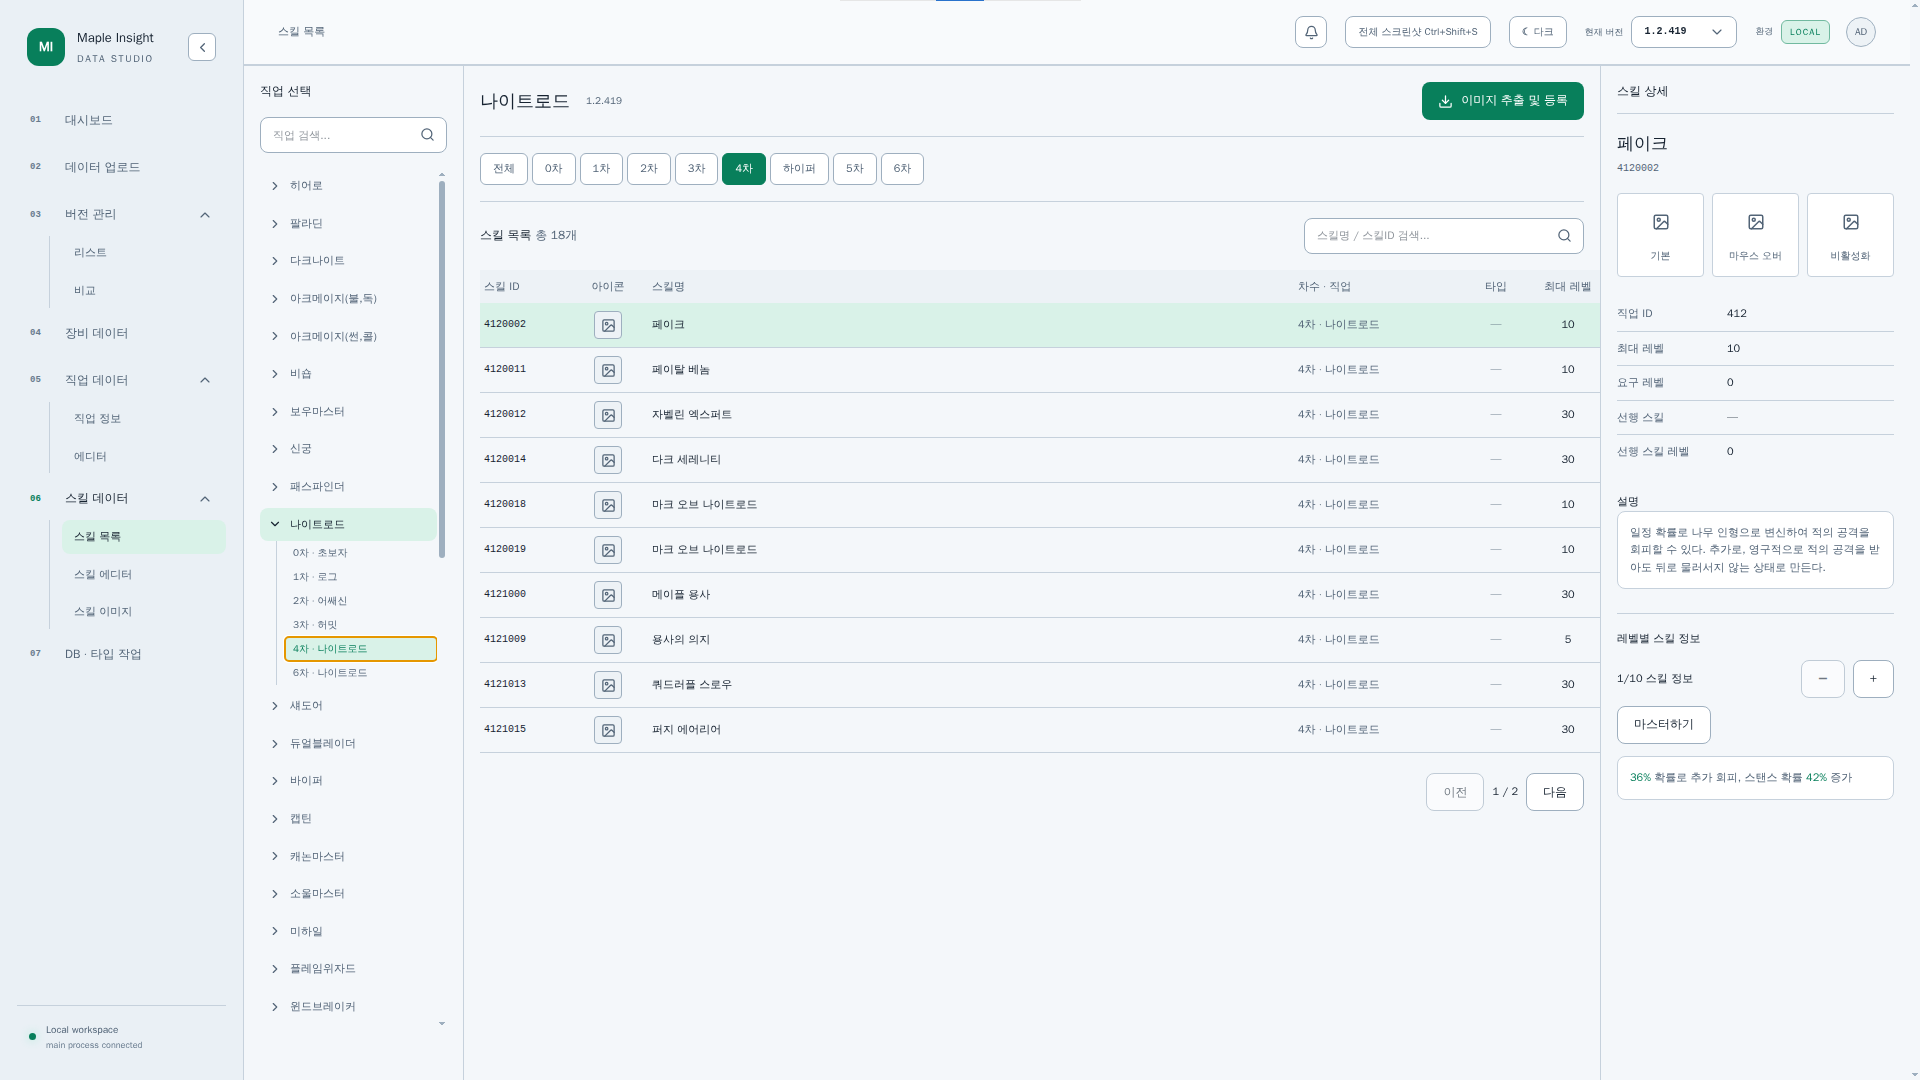 MI
Maple Insight
DATA STUDIO
01 대시보드
02 데이터 업로드
03 버전 관리
리스트
비교
04 장비 데이터
05 직업 데이터
직업 정보
에디터
06 스킬 데이터
스킬 목록
스킬 에디터
스킬 이미지
07 DB · 타입 작업
Local workspace
main process connected
스킬 목록
전체 스크린샷 Ctrl+Shift+S
☾ 다크
현재 버전 1.2.419
환경 LOCAL
AD
직업 선택
직업 검색...
히어로
팔라딘
다크나이트
아크메이지(불,독)
아크메이지(썬,콜)
비숍
보우마스터
신궁
패스파인더
나이트로드
0차 · 초보자
1차 · 로그
2차 · 어쌔신
3차 · 허밋
4차 · 나이트로드
6차 · 나이트로드
섀도어
듀얼블레이더
바이퍼
캡틴
캐논마스터
소울마스터
미하일
플레임위자드
윈드브레이커
나이트로드 1.2.419
이미지 추출 및 등록
전체 0차 1차 2차 3차 4차 하이퍼 5차 6차
스킬 목록 총 18개
스킬명 / 스킬ID 검색...
스킬 ID 아이콘 스킬명 차수 · 직업 타입 최대 레벨
4120002 페이크 4차 · 나이트로드 — 10
4120011 페이탈 베놈 4차 · 나이트로드 — 10
4120012 자벨린 엑스퍼트 4차 · 나이트로드 — 30
4120014 다크 세레니티 4차 · 나이트로드 — 30
4120018 마크 오브 나이트로드 4차 · 나이트로드 — 10
4120019 마크 오브 나이트로드 4차 · 나이트로드 — 10
4121000 메이플 용사 4차 · 나이트로드 — 30
4121009 용사의 의지 4차 · 나이트로드 — 5
4121013 쿼드러플 스로우 4차 · 나이트로드 — 30
4121015 퍼지 에어리어 4차 · 나이트로드 — 30
이전 1 / 2 다음
스킬 상세
페이크
4120002
기본 마우스 오버 비활성화
직업 ID 412
최대 레벨 10
요구 레벨 0
선행 스킬 —
선행 스킬 레벨 0
설명
일정 확률로 나무 인형으로 변신하여 적의 공격을
회피할 수 있다. 추가로, 영구적으로 적의 공격을 받
아도 뒤로 물러서지 않는 상태로 만든다.
레벨별 스킬 정보
1/10 스킬 정보 − +
마스터하기
36% 확률로 추가 회피, 스탠스 확률 42% 증가